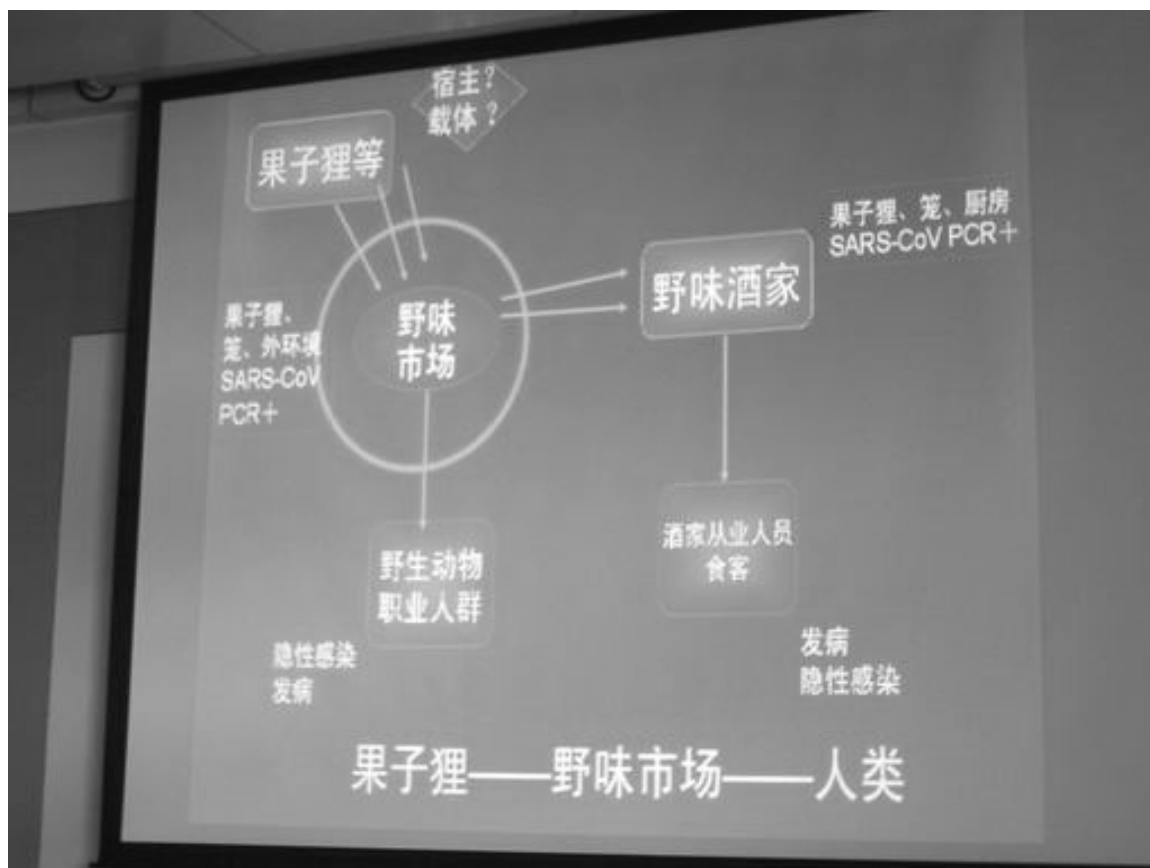 宿主？
载体？
果子狸等
果子狸、笼、厨房
SARS-CoV PCR＋
野味酒家
果子狸、
笼、外环境
SARS-CoV
PCR＋
野味
市场
野生动物
职业人群
酒家从业人员
食客
隐性感染
发病
发病
隐性感染
果子狸——野味市场——人类